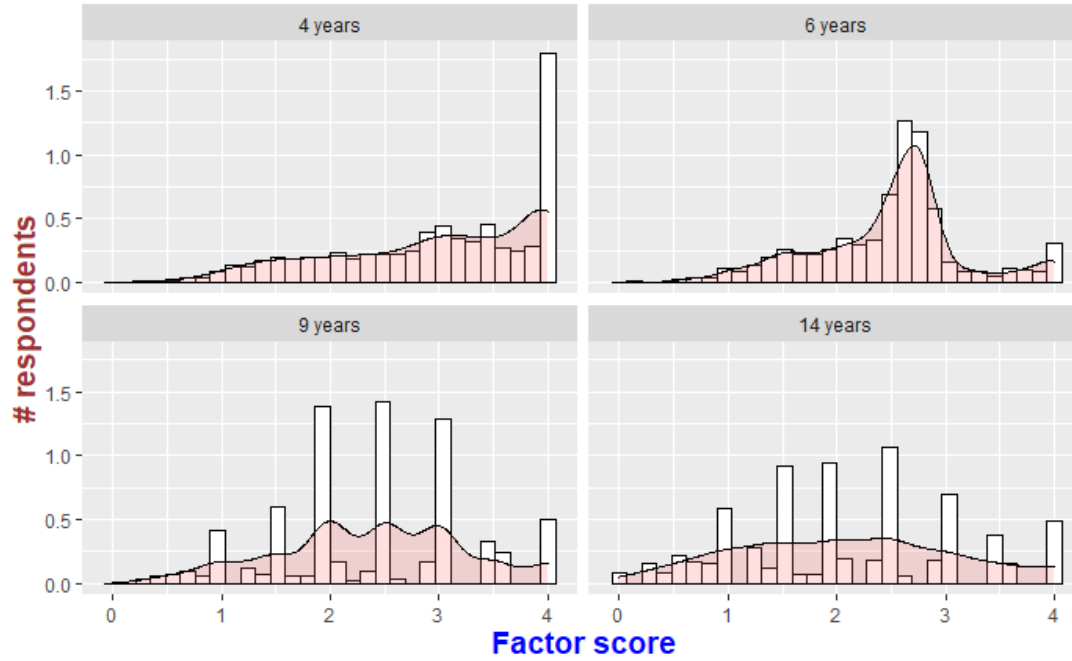 4 years
6 years
1.5
1.0
0.5
0.0
9 years
14 years
1.5
1.0
0.5
0.0
0 1 2 3 4
0 1 2 3 4
# respondents
Factor score